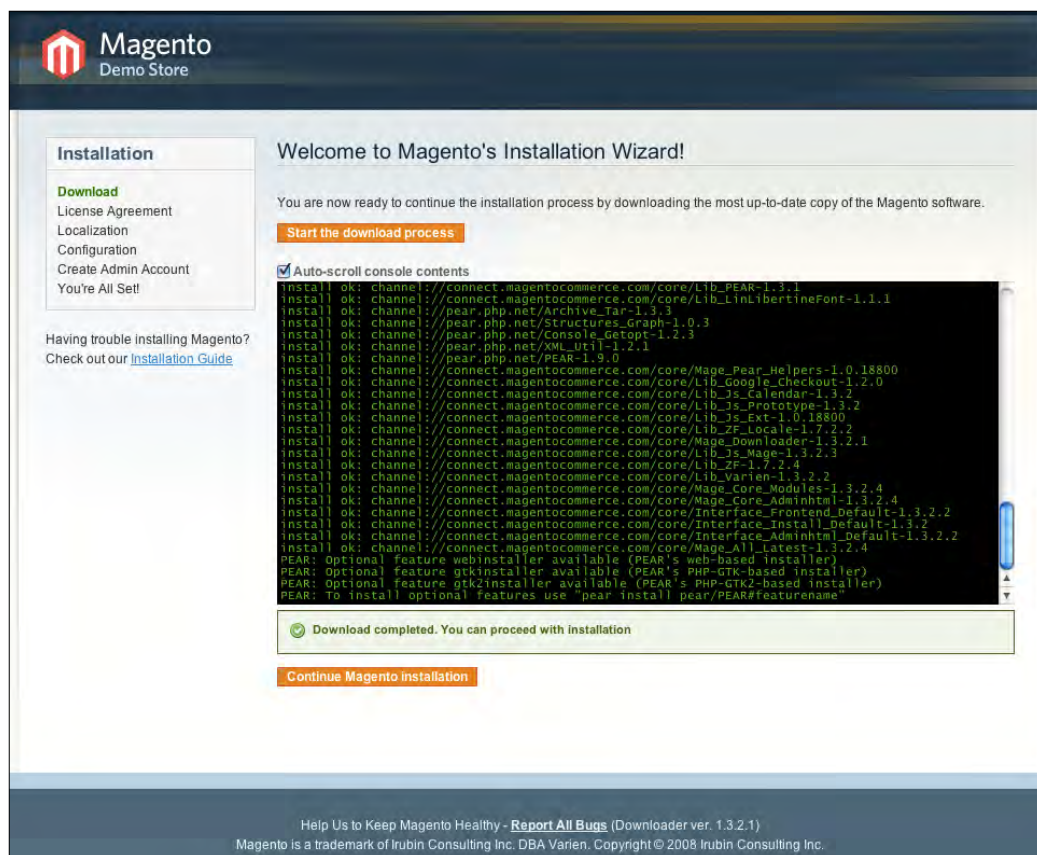 Magento
Demo Store
Installation
Download
License Agreement
Localization
Configuration
Create Admin Account
You're All Set!
Having trouble installing Magento?
Check out our Installation Guide
Welcome to Magento's Installation Wizard!
You are now ready to continue the installation process by downloading the most up-to-date copy of the Magento software.
Start the download process
Auto-scroll console contents
install ok: channel://connect.magentocommerce.com/core/Lib_PEAR-1.3.1
install ok: channel://connect.magentocommerce.com/core/Lib_LinLibertineFont-1.1.1
install ok: channel://pear.php.net/Archive_Tar-1.3.3
install ok: channel://pear.php.net/Structures_Graph-1.0.3
install ok: channel://pear.php.net/Console_Getopt-1.2.3
install ok: channel://pear.php.net/XML_Util-1.2.1
install ok: channel://pear.php.net/PEAR-1.9.0
install ok: channel://connect.magentocommerce.com/core/Mage_Pear_Helpers-1.0.18800
install ok: channel://connect.magentocommerce.com/core/Lib_Google_Checkout-1.2.0
install ok: channel://connect.magentocommerce.com/core/Lib_Js_Calendar-1.3.2
install ok: channel://connect.magentocommerce.com/core/Lib_Js_Prototype-1.3.2
install ok: channel://connect.magentocommerce.com/core/Lib_Js_Ext-1.0.18800
install ok: channel://connect.magentocommerce.com/core/Lib_ZF_Locale-1.7.2.2
install ok: channel://connect.magentocommerce.com/core/Mage_Downloader-1.3.2.1
install ok: channel://connect.magentocommerce.com/core/Lib_Js_Mage-1.3.2.3
install ok: channel://connect.magentocommerce.com/core/Lib_ZF-1.7.2.4
install ok: channel://connect.magentocommerce.com/core/Lib_Varien-1.3.2.2
install ok: channel://connect.magentocommerce.com/core/Mage_Core_Modules-1.3.2.4
install ok: channel://connect.magentocommerce.com/core/Mage_Core_Adminhtml-1.3.2.4
install ok: channel://connect.magentocommerce.com/core/Interface_Frontend_Default-1.3.2.2
install ok: channel://connect.magentocommerce.com/core/Interface_Install_Default-1.3.2
install ok: channel://connect.magentocommerce.com/core/Interface_Adminhtml_Default-1.3.2.2
install ok: channel://connect.magentocommerce.com/core/Mage_All_Latest-1.3.2.4
PEAR: Optional feature webinstaller available (PEAR's web-based installer)
PEAR: Optional feature gtkinstaller available (PEAR's PHP-GTK-based installer)
PEAR: Optional feature gtk2installer available (PEAR's PHP-GTK2-based installer)
PEAR: To install optional features use "pear install pear/PEAR#featurename"
Download completed. You can proceed with installation
Continue Magento installation
Help Us to Keep Magento Healthy - Report All Bugs (Downloader ver. 1.3.2.1)
Magento is a trademark of Irubin Consulting Inc. DBA Varien. Copyright © 2008 Irubin Consulting Inc.